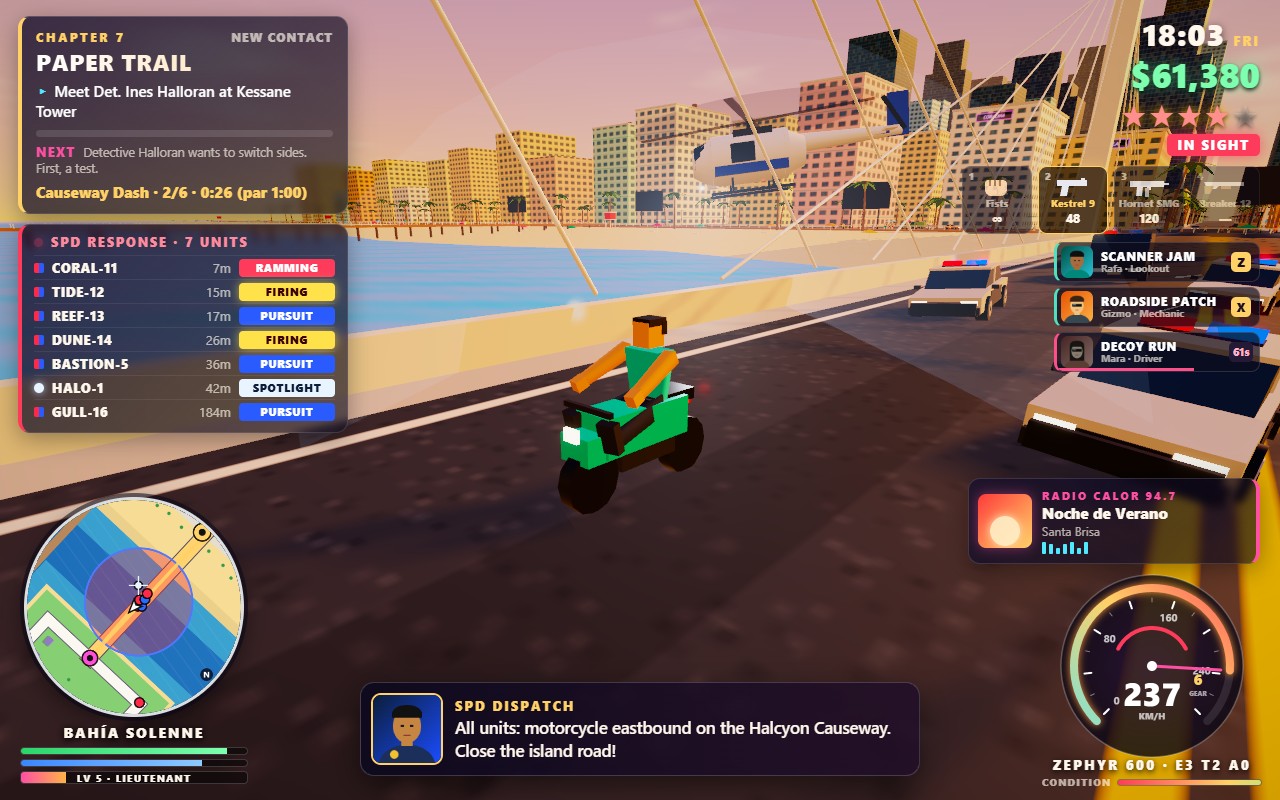 CHAPTER 7
NEW CONTACT
PAPER TRAIL
Meet Det. Ines Halloran at Kessane
Tower
NEXT Detective Halloran wants to switch sides.
First, a test.
Causeway Dash · 2/6 · 0:26 (par 1:00)
SPD RESPONSE · 7 UNITS
CORAL-11 7m RAMMING
TIDE-12 15m FIRING
REEF-13 17m PURSUIT
DUNE-14 26m FIRING
BASTION-5 36m PURSUIT
HALO-1 42m SPOTLIGHT
GULL-16 184m PURSUIT
18:03 FRI
$61,380
IN SIGHT
1 Fists ∞
2 Kestrel 9 48
3 Hornet SMG 120
Breaker 12 —
SCANNER JAM Z
Rafa · Lookout
ROADSIDE PATCH X
Gizmo · Mechanic
DECOY RUN 61s
Mara · Driver
RADIO CALOR 94.7
Noche de Verano
Santa Brisa
N
BAHÍA SOLENNE
LV 5 · LIEUTENANT
SPD DISPATCH
All units: motorcycle eastbound on the Halcyon Causeway.
Close the island road!
0 80 160 240
6
GEAR
237
KM/H
ZEPHYR 600 · E3 T2 A0
CONDITION